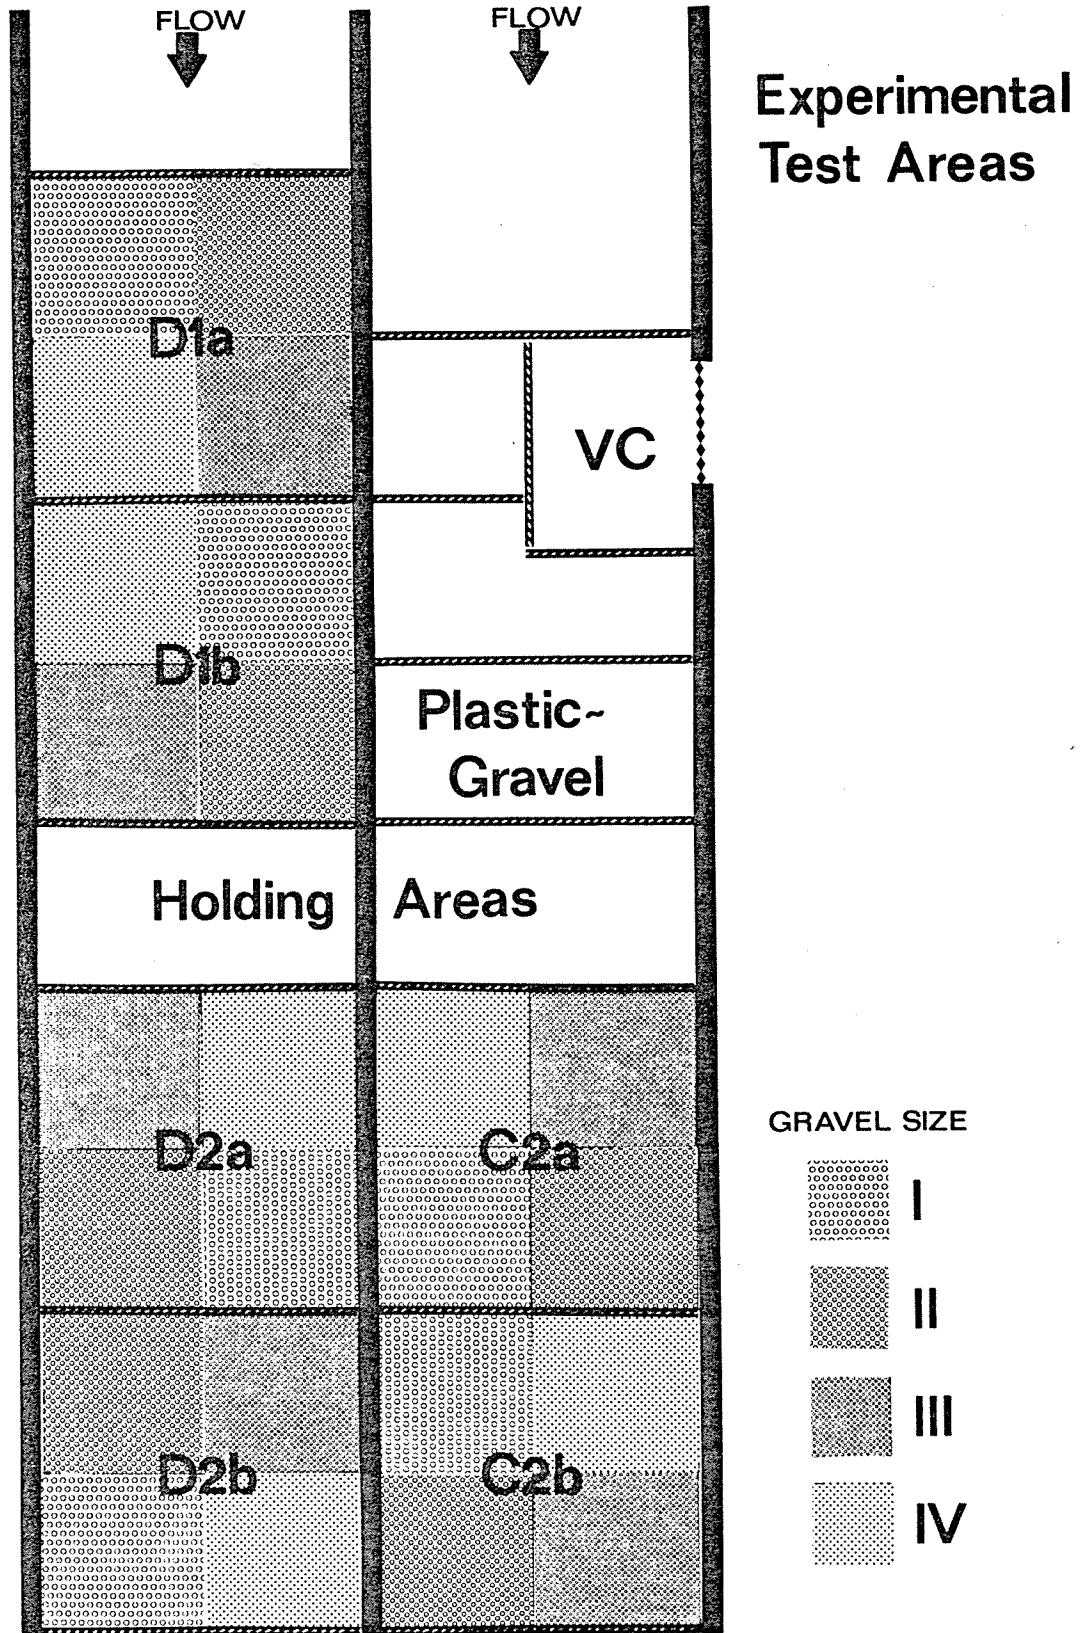 FLOW
FLOW
Experimental
Test Areas
D1a
VC
D1b
Plastic~
Gravel
Holding Areas
D2a
C2a
GRAVEL SIZE
I
II
III
IV
D2b
C2b